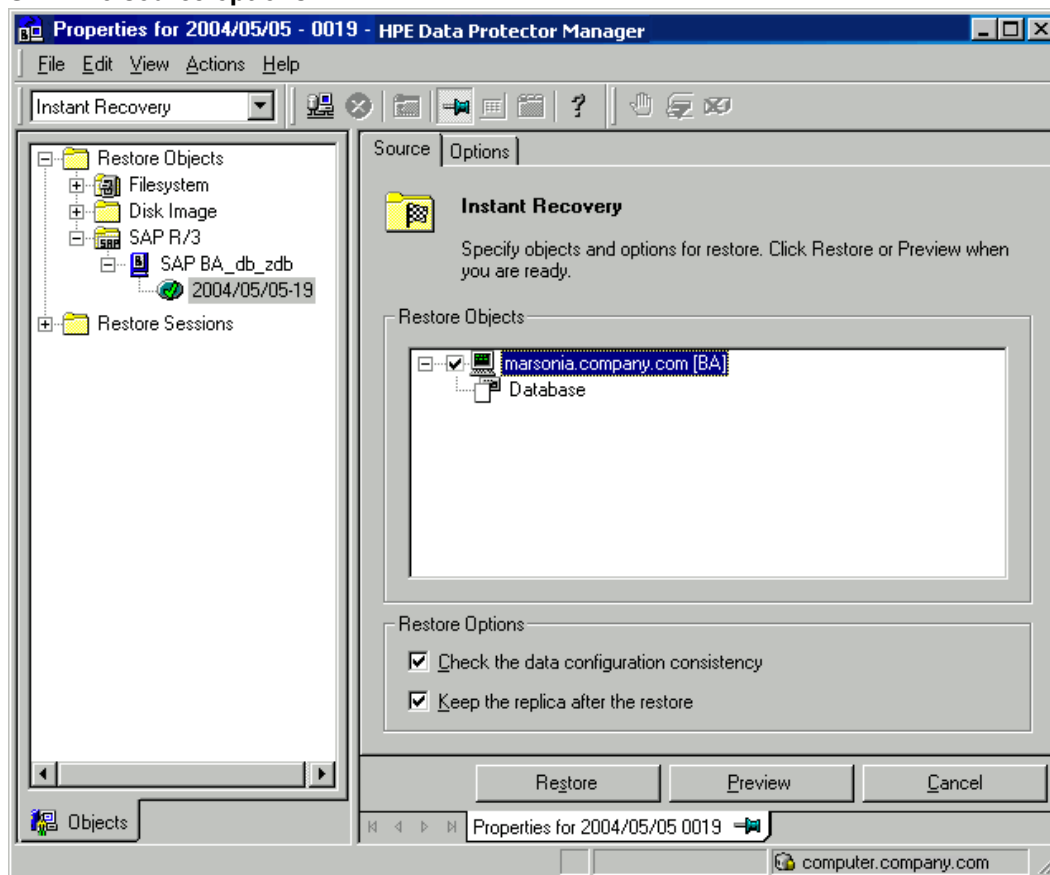 Properties for 2004/05/05 - 0019 - HPE Data Protector Manager
File Edit View Actions Help
Instant Recovery
?
Restore Objects
Filesystem
Disk Image
SAP R/3
SAP BA_db_zdb
2004/05/05-19
Restore Sessions
Objects
Source Options
Instant Recovery
Specify objects and options for restore. Click Restore or Preview when
you are ready.
Restore Objects
marsonia.company.com [BA]
Database
Restore Options
Check the data configuration consistency
Keep the replica after the restore
Restore Preview Cancel
Properties for 2004/05/05 0019
computer.company.com